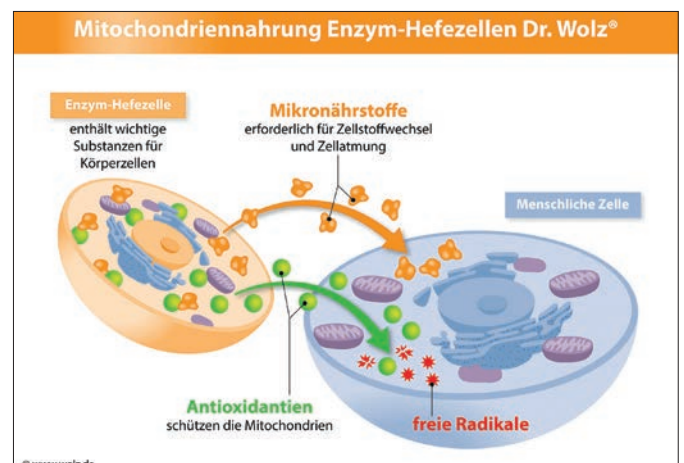 Mitochondriennahrung Enzym-Hefezellen Dr. Wolz®
Enzym-Hefezelle
enthält wichtige
Substanzen für
Körperzellen
Mikronährstoffe
erforderlich für Zellstoffwechsel
und Zellatmung
Menschliche Zelle
Antioxidantien
schützen die Mitochondrien
freie Radikale